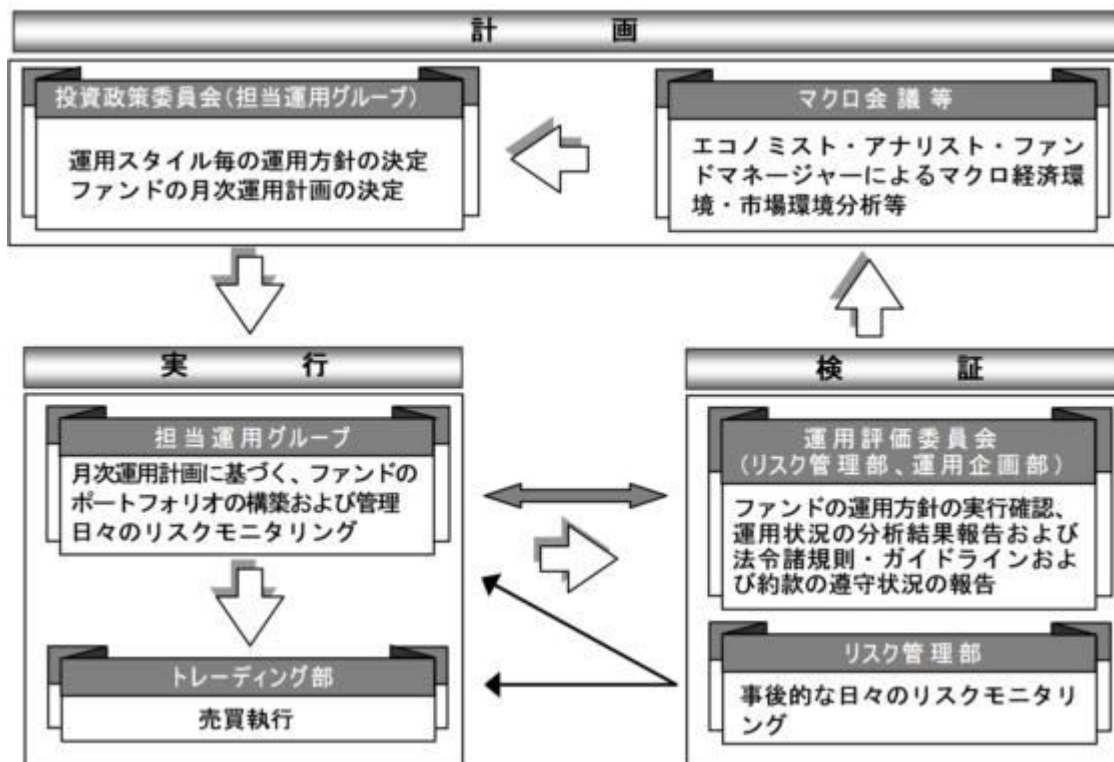 計画
投資政策委員会（担当運用グループ）
運用スタイル毎の運用方針の決定
ファンドの月次運用計画の決定
マクロ会議等
エコノミスト・アナリスト・ファン
ドマネージャーによるマクロ経済環
境・市場環境分析等
実行
担当運用グループ
月次運用計画に基づく、ファンドの
ポートフォリオの構築および管理
日々のリスクモニタリング
トレーディング部
売買執行
検証
運用評価委員会
（リスク管理部、運用企画部）
ファンドの運用方針の実行確認、
運用状況の分析結果報告および
法令諸規則・ガイドラインおよ
び約款の遵守状況の報告
リスク管理部
事後的な日々のリスクモニタリ
ング